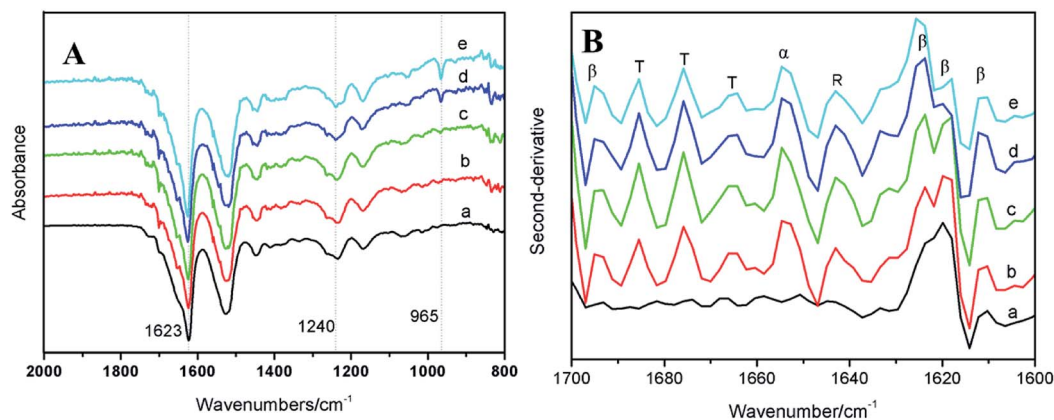 A
Absorbance
e
d
c
b
a
1623
1240
965
2000 1800 1600 1400 1200 1000 800
Wavenumbers/cm-1
B
Second-derivative
β T T T α R β β β
e
d
c
b
a
1700 1680 1660 1640 1620 1600
Wavenumber/cm-1